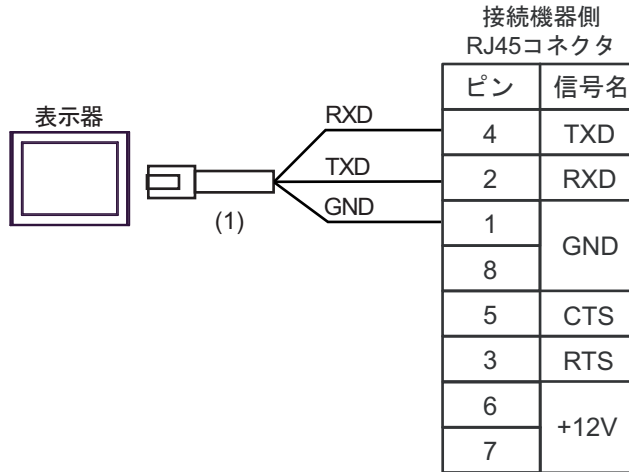 接続機器側
RJ45コネクタ
ピン 信号名
表示器
RXD
4 TXD
TXD
2 RXD
GND
1
GND
(1)
8
5 CTS
3 RTS
6
+12V
7